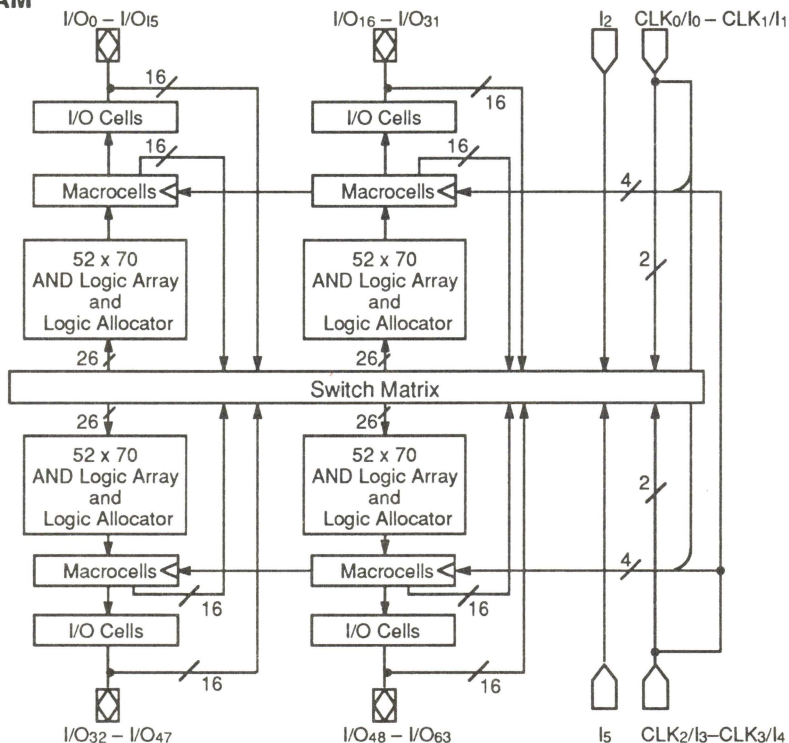 AM
I/O0 – I/O15 I/O16 – I/O31 I2 CLK0/I0 – CLK1/I1
16 16
I/O Cells I/O Cells
16 16
Macrocells Macrocells 4
52 x 70 52 x 70
AND Logic Array AND Logic Array 2
and and
Logic Allocator Logic Allocator
26 26
Switch Matrix
26 26
52 x 70 52 x 70
AND Logic Array AND Logic Array 2
and and
Logic Allocator Logic Allocator
Macrocells Macrocells 4
16 16
I/O Cells I/O Cells
16 16
I/O32 – I/O47 I/O48 – I/O63 I5 CLK2/I3–CLK3/I4